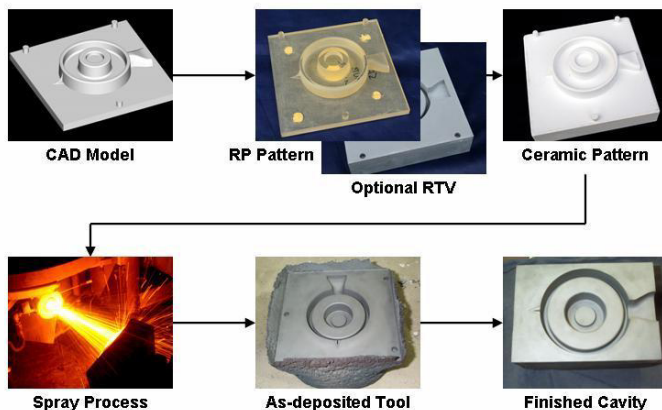 CAD Model
RP Pattern
Optional RTV
Ceramic Pattern
Spray Process
As-deposited Tool
Finished Cavity